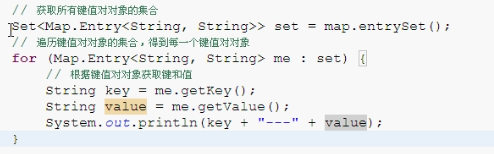 // 获取所有键值对对象的集合
Set<Map.Entry<String, String>> set = map.entrySet();
// 遍历键值对对象的集合，得到每一个键值对对象
for (Map.Entry<String, String> me : set) {
// 根据键值对对象获取键和值
String key = me.getKey();
String value = me.getValue();
System.out.println(key + "---" + value);
}